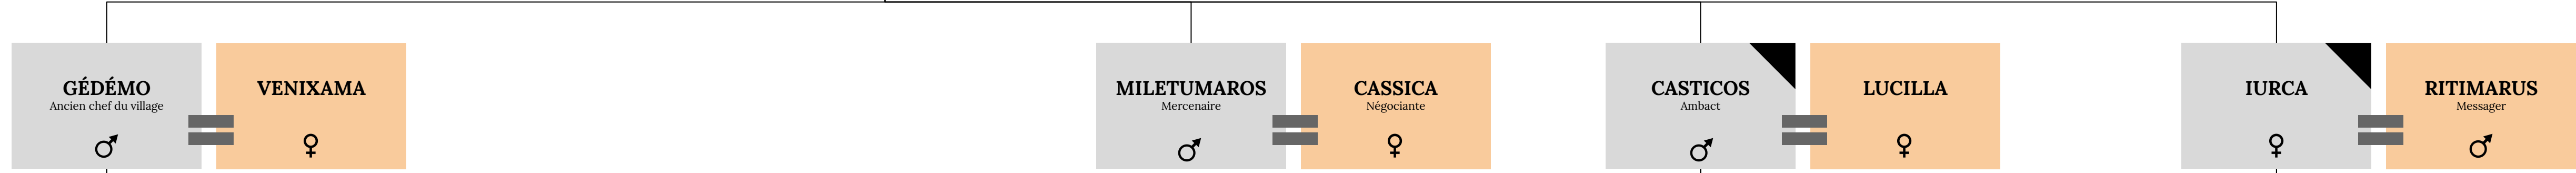 GÉDÉMO
Ancien chef du village
VENIXAMA
MILETUMAROS
Mercenaire
CASSICA
Négociante
CASTICOS
Ambact
LUCILLA
IURCA
RITIMARUS
Messager